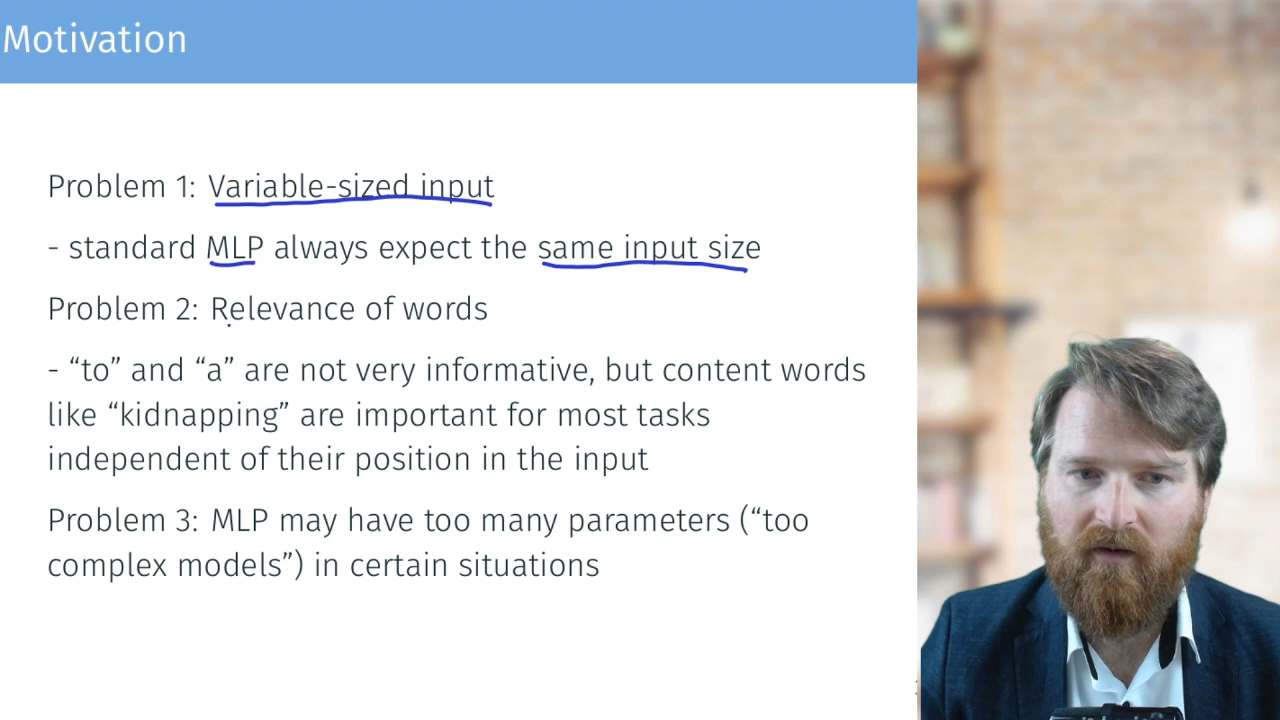 Motivation
Problem 1: Variable-sized input
- standard MLP always expect the same input size
Problem 2: Relevance of words
- “to” and “a” are not very informative, but content words
like “kidnapping” are important for most tasks
independent of their position in the input
Problem 3: MLP may have too many parameters (“too
complex models”) in certain situations